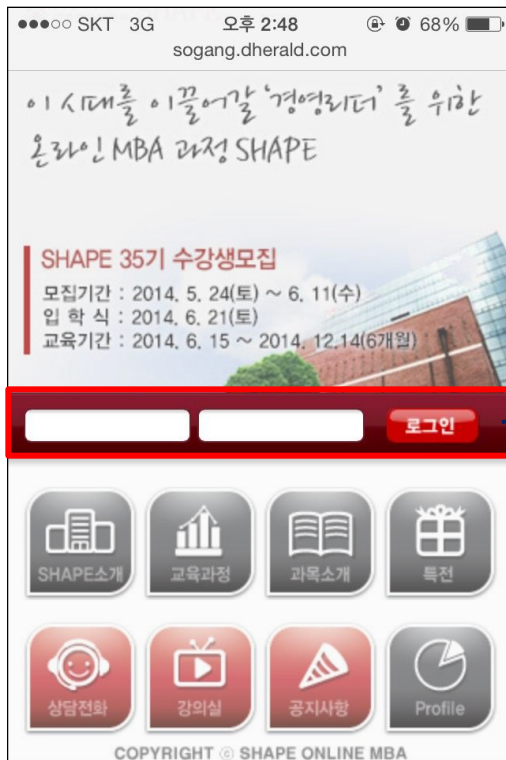 SKT 3G 오후 2:48 68%
sogang.dherald.com
이 시대를 이끌어갈 '경영리더'를 위한
온라인 MBA 과정 SHAPE
SHAPE 35기 수강생모집
모집기간 : 2014. 5. 24(토) ~ 6. 11(수)
입 학 식 : 2014. 6. 21(토)
교육기간 : 2014. 6. 15 ~ 2014. 12.14(6개월)
로그인
SHAPE소개 교육과정 과목소개 특전
상담전화 강의실 공지사항 Profile
COPYRIGHT ⓒ SHAPE ONLINE MBA